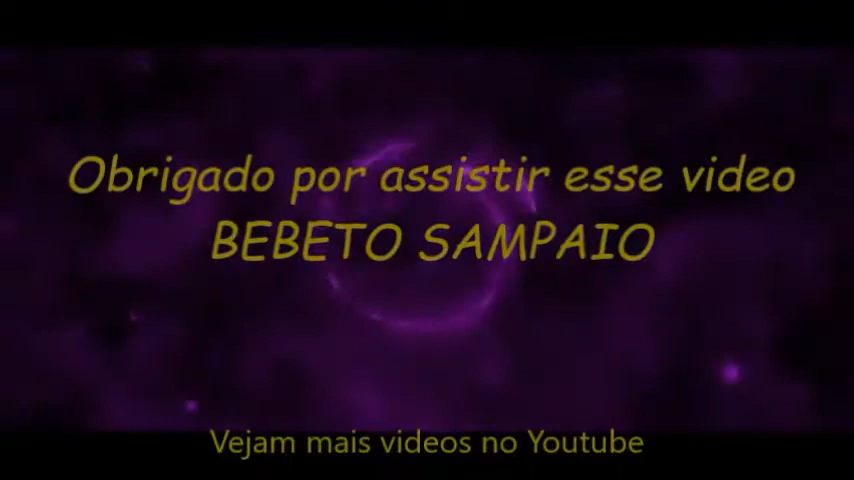 Obrigado por assistir esse video
BEBETO SAMPAIO
Vejam mais videos no Youtube